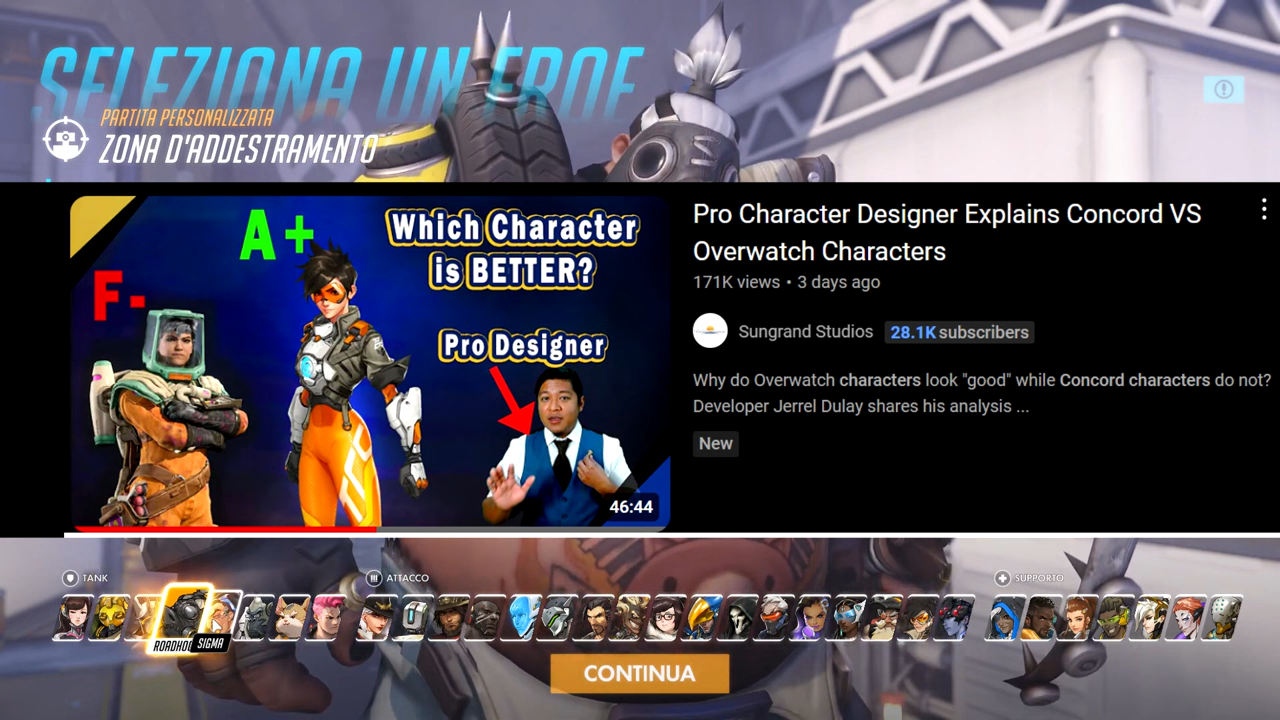 SELEZIONA UN EROE
PARTITA PERSONALIZZATA
ZONA D'ADDESTRAMENTO
A+
F-
Which Character
is BETTER?
Pro Designer
46:44
Pro Character Designer Explains Concord VS
Overwatch Characters
171K views • 3 days ago
Sungrand Studios 28.1K subscribers
Why do Overwatch characters look "good" while Concord characters do not?
Developer Jerrel Dulay shares his analysis ...
New
TANK
ATTACCO
SUPPORTO
SIGMA
CONTINUA